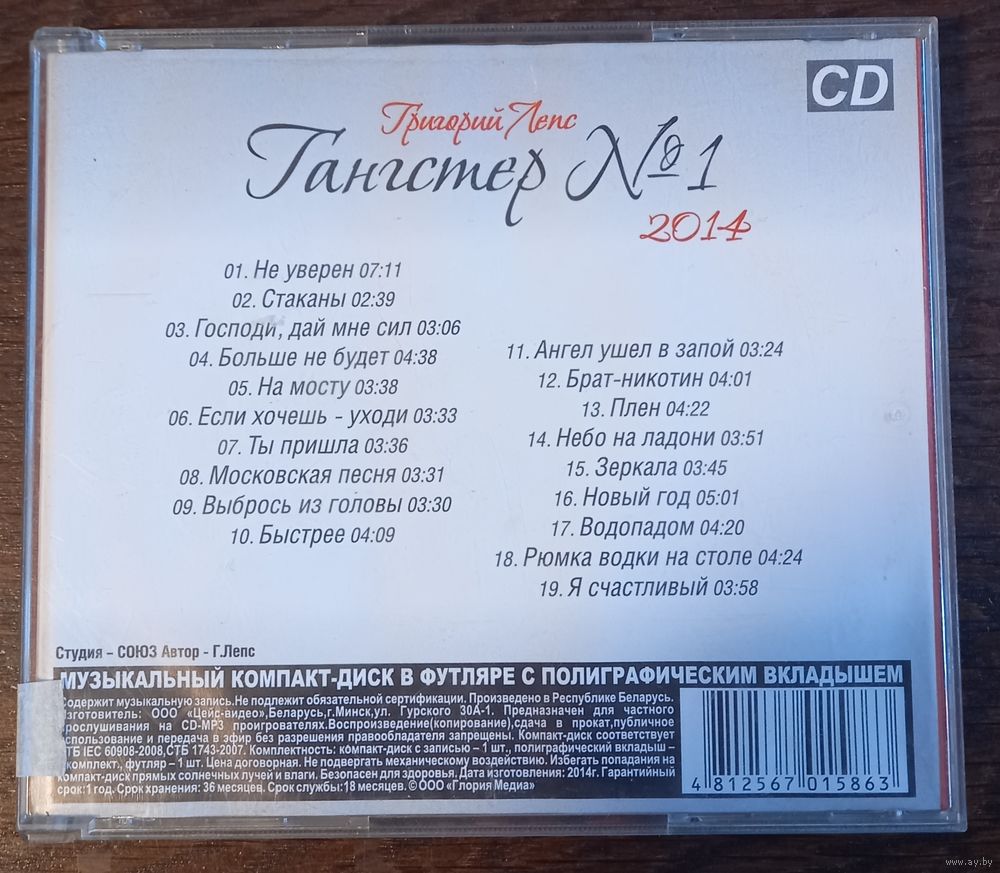 CD
Григорий Лепс
Гангстер №1
2014
01. Не уверен 07:11
02. Стаканы 02:39
03. Господи, дай мне сил 03:06
04. Больше не будет 04:38
05. На мосту 03:38
06. Если хочешь - уходи 03:33
07. Ты пришла 03:36
08. Московская песня 03:31
09. Выбрось из головы 03:30
10. Быстрее 04:09
11. Ангел ушел в запой 03:24
12. Брат-никотин 04:01
13. Плен 04:22
14. Небо на ладони 03:51
15. Зеркала 03:45
16. Новый год 05:01
17. Водопадом 04:20
18. Рюмка водки на столе 04:24
19. Я счастливый 03:58
Студия – СОЮЗ Автор - Г.Лепс
МУЗЫКАЛЬНЫЙ КОМПАКТ-ДИСК В ФУТЛЯРЕ С ПОЛИГРАФИЧЕСКИМ ВКЛАДЫШЕМ
Содержит музыкальную запись.Не подлежит обязательной сертификации. Произведено в Республике Беларусь.
Изготовитель: ООО «Цейс-видео»,Беларусь,г.Минск,ул. Гурского 30А-1. Предназначен для частного
прослушивания на CD-MP3 проигрователях.Воспроизведение(копирование),сдача в прокат,публичное
использование и передача в эфир без разрешения правообладателя запрещены. Компакт-диск соответствует
СТБ IEC 60908-2008,СТБ 1743-2007. Комплектность: компакт-диск с записью – 1 шт., полиграфический вкладыш –
комплект., футляр – 1 шт. Цена договорная. Не подвергать механическому воздействию. Избегать попадания на
компакт-диск прямых солнечных лучей и влаги. Безопасен для здоровья. Дата изготовления: 2014г. Гарантийный
срок:1 год. Срок хранения: 36 месяцев. Срок службы:18 месяцев. © ООО «Глория Медиа»
4 812567 015863
www.ay.by